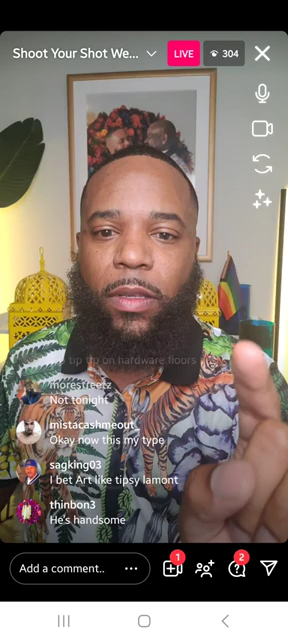 Shoot Your Shot We...
LIVE
304
tip tip on hardware floors
moresfreetz
Not tonight
mistacashmeout
Okay now this my type
sagking03
I bet Art like tipsy lamont
thinbon3
He's handsome
Add a comment..
1
2